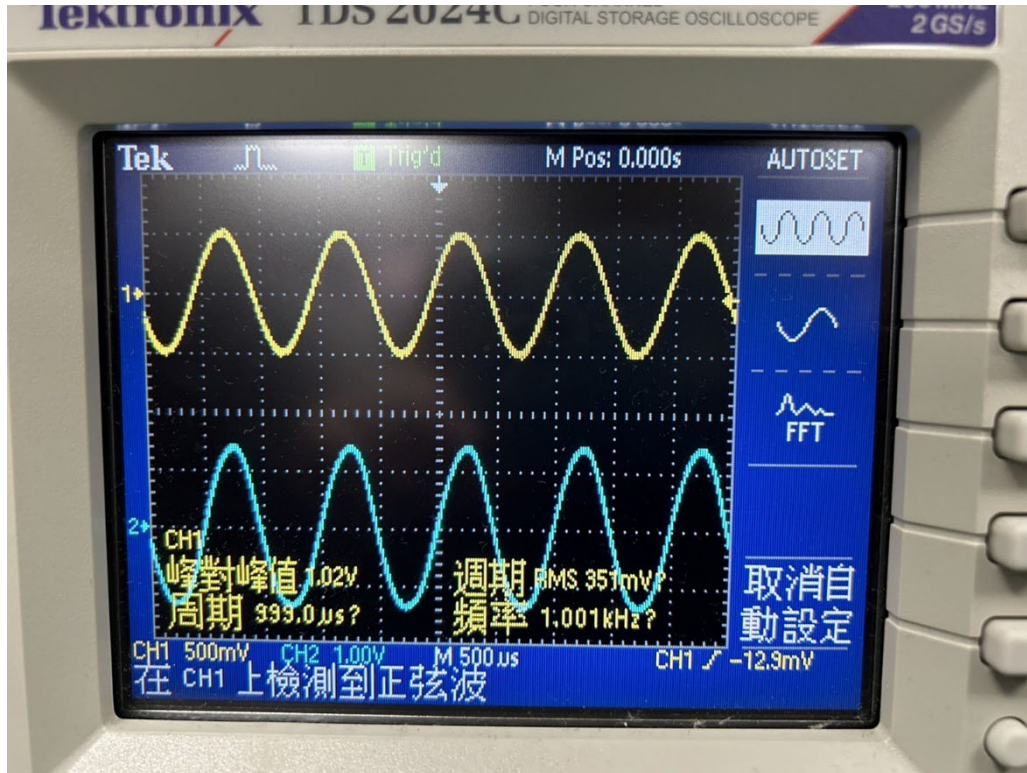 Tektronix TDS 2024C DIGITAL STORAGE OSCILLOSCOPE
2 GS/s
Tek Trig'd M Pos: 0.000s AUTOSET
1
FFT
2
CH1
峰對峰值 1.02V 週期 RMS 351mV?
周期 999.0µs? 頻率 1.001kHz?
取消自
動設定
CH1 500mV CH2 1.00V M 500µs CH1 -12.9mV
在 CH1 上檢測到正弦波